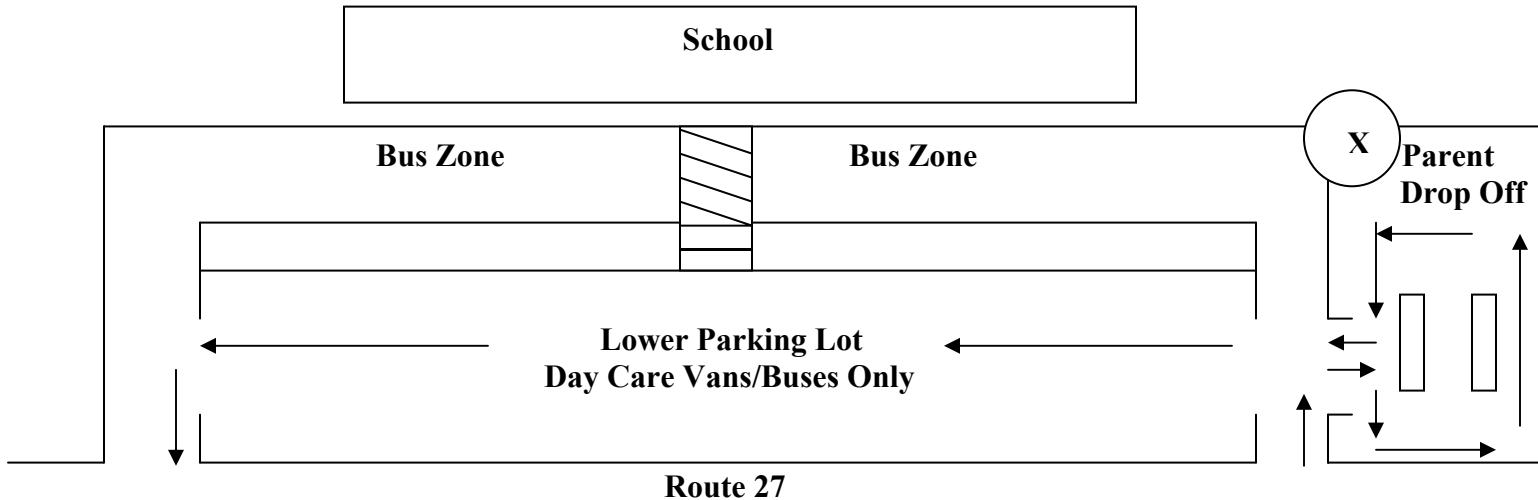 School
Bus Zone
Bus Zone
X
Parent
Drop Off
Lower Parking Lot
Day Care Vans/Buses Only
Route 27